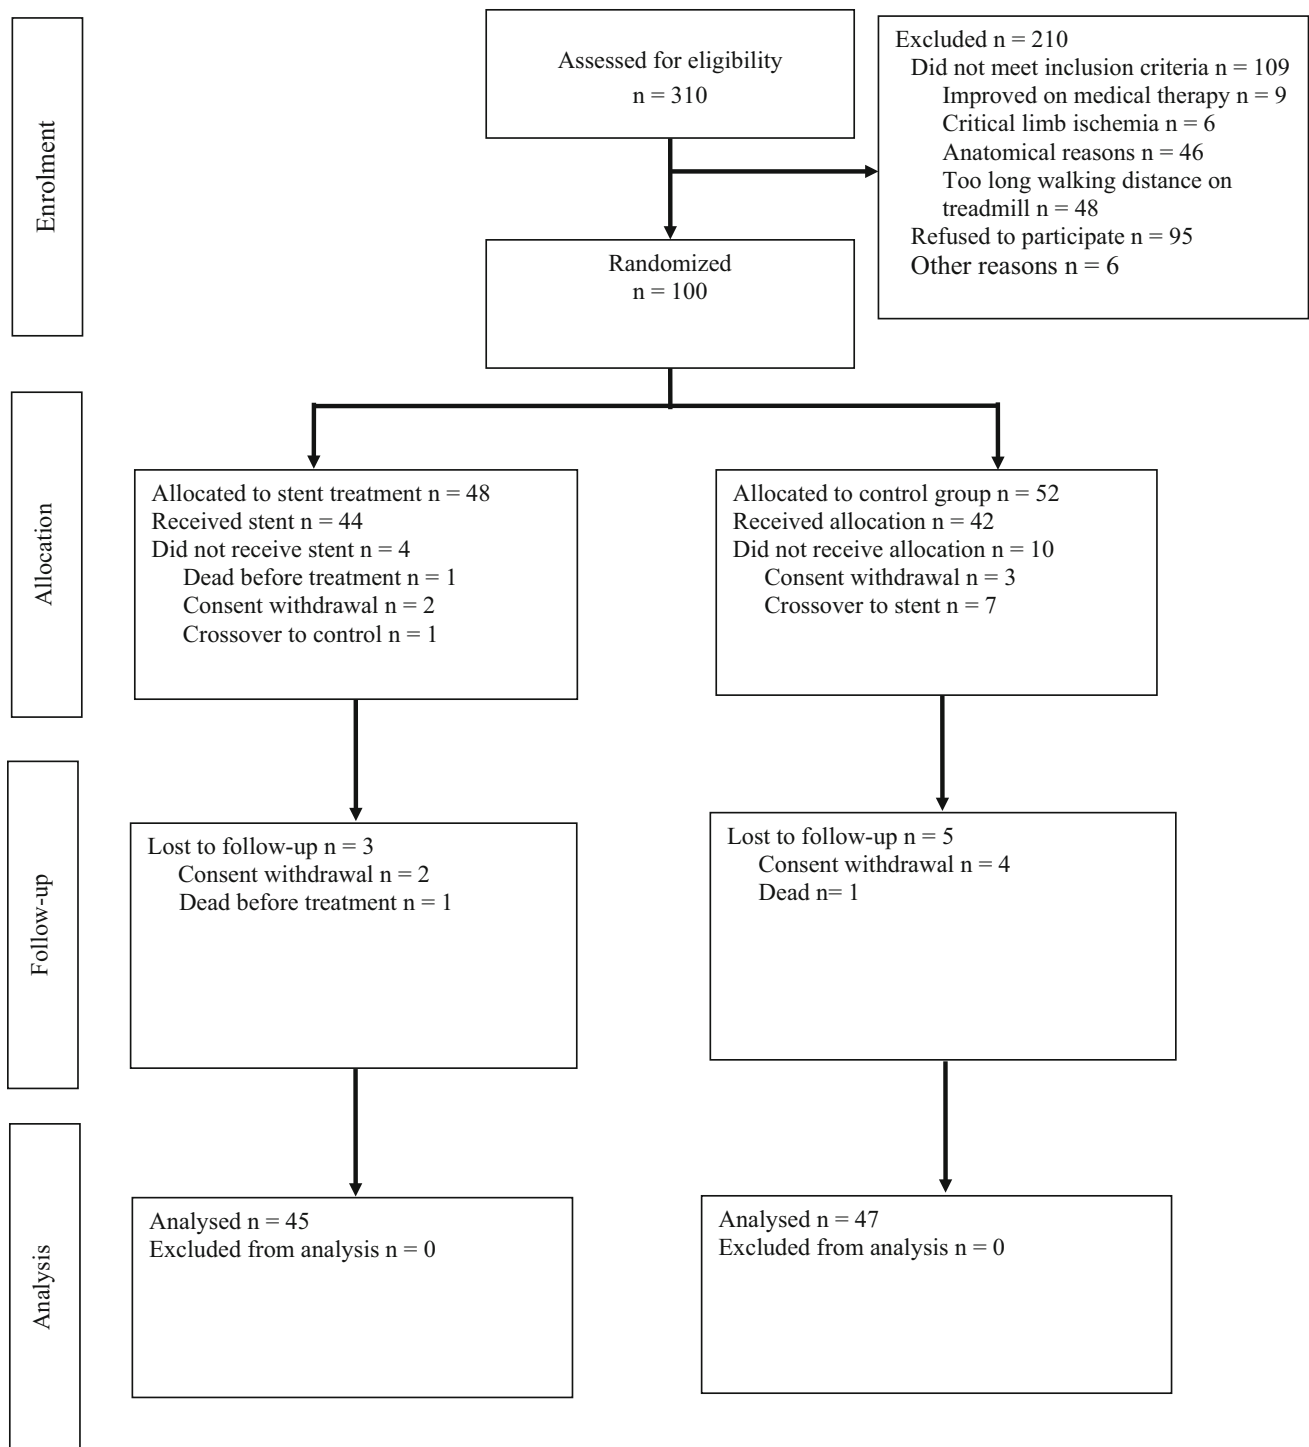 Enrolment
Assessed for eligibility
n = 310
Excluded n = 210
Did not meet inclusion criteria n = 109
Improved on medical therapy n = 9
Critical limb ischemia n = 6
Anatomical reasons n = 46
Too long walking distance on
treadmill n = 48
Refused to participate n = 95
Other reasons n = 6
Randomized
n = 100
Allocation
Allocated to stent treatment n = 48
Received stent n = 44
Did not receive stent n = 4
Dead before treatment n = 1
Consent withdrawal n = 2
Crossover to control n = 1
Allocated to control group n = 52
Received allocation n = 42
Did not receive allocation n = 10
Consent withdrawal n = 3
Crossover to stent n = 7
Follow-up
Lost to follow-up n = 3
Consent withdrawal n = 2
Dead before treatment n = 1
Lost to follow-up n = 5
Consent withdrawal n = 4
Dead n= 1
Analysis
Analysed n = 45
Excluded from analysis n = 0
Analysed n = 47
Excluded from analysis n = 0